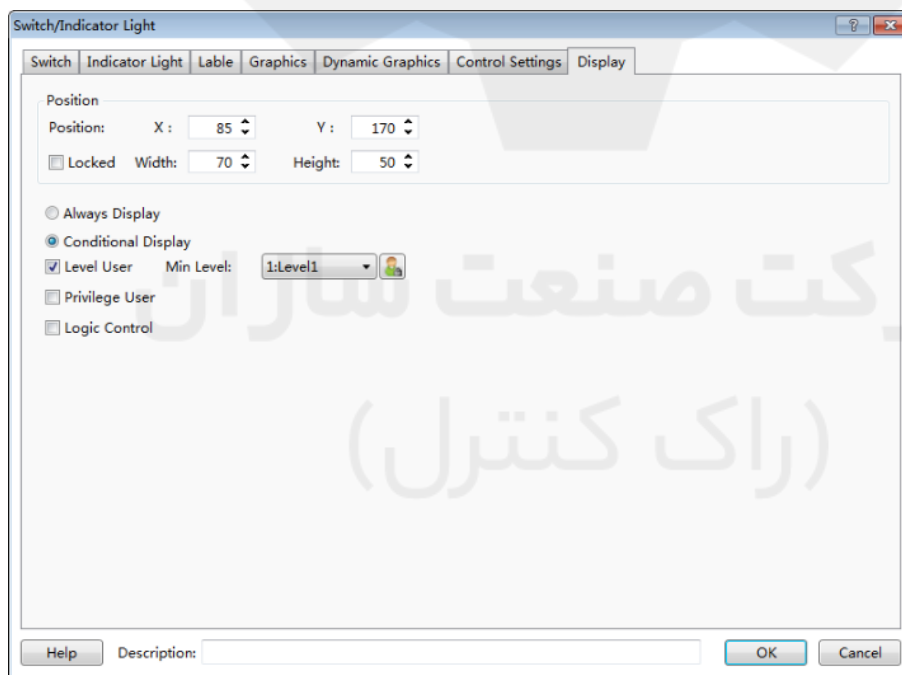 Switch/Indicator Light
Switch Indicator Light Lable Graphics Dynamic Graphics Control Settings Display
Position
Position: X : 85 Y : 170
Locked Width: 70 Height: 50
Always Display
Conditional Display
Level User Min Level: 1:Level1
Privilege User
Logic Control
کت صنعت سازان
(راک کنترل)
Help Description: OK Cancel